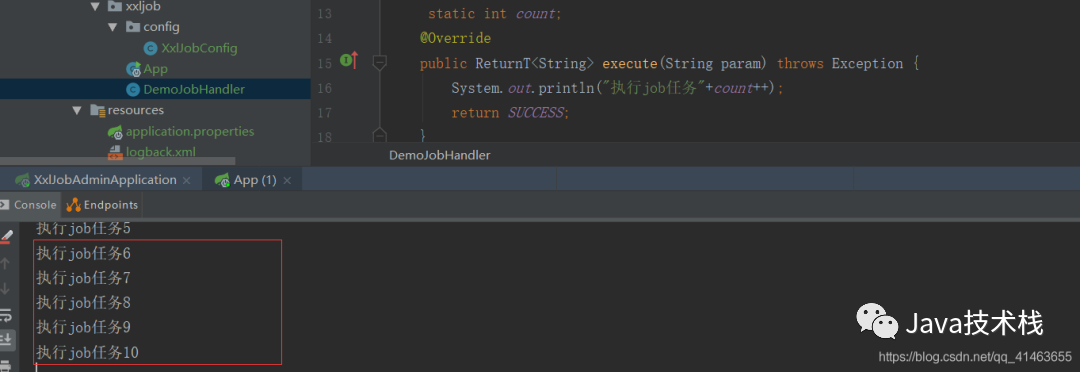 xxljob
config
XxlJobConfig
App
DemoJobHandler
resources
application.properties
logback.xml
13 static int count;
14 @Override
15 public ReturnT<String> execute(String param) throws Exception {
16 System.out.println("执行job任务"+count++);
17 return SUCCESS;
18 }
DemoJobHandler
XxlJobAdminApplication × App (1) ×
Console Endpoints
执行job任务5
执行job任务6
执行job任务7
执行job任务8
执行job任务9
执行job任务10
Java技术栈
https://blog.csdn.net/qq_41463655